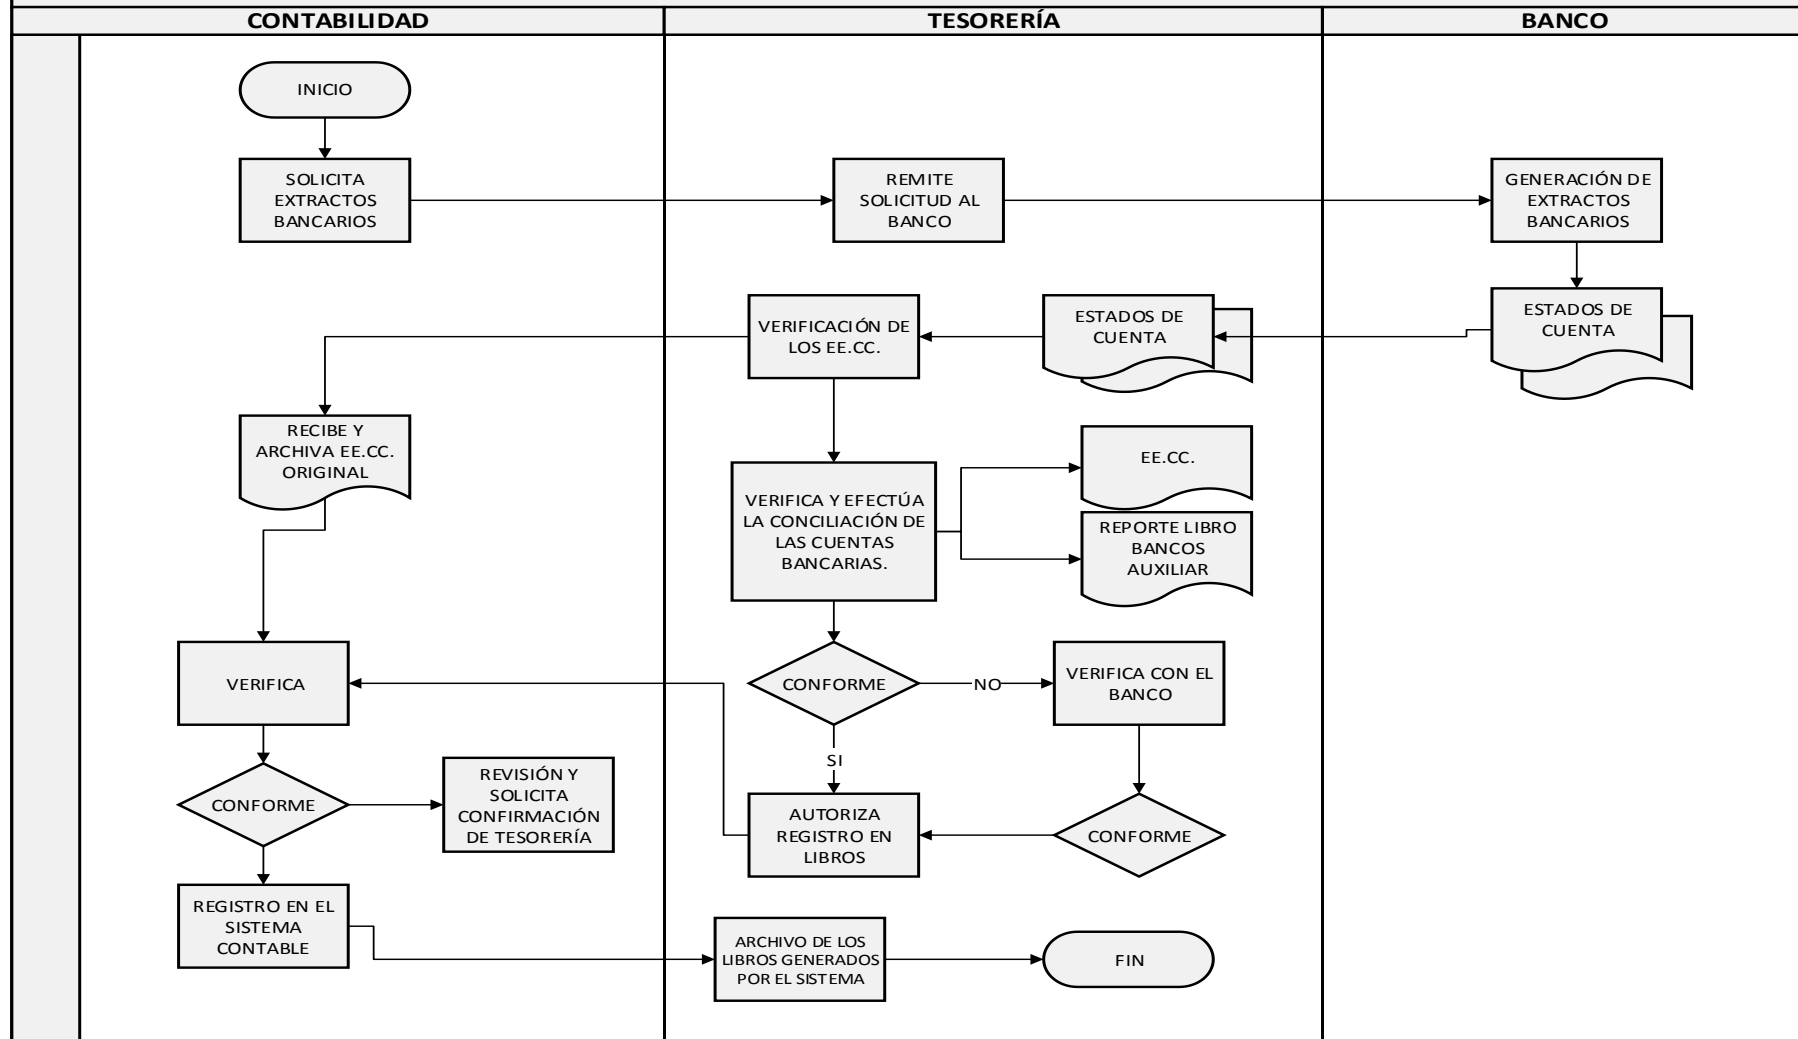 CONTABILIDAD
TESORERÍA
BANCO
INICIO
SOLICITA
EXTRACTOS
BANCARIOS
REMITE
SOLICITUD AL
BANCO
GENERACIÓN DE
EXTRACTOS
BANCARIOS
ESTADOS DE
CUENTA
ESTADOS DE
CUENTA
VERIFICACIÓN DE
LOS EE.CC.
RECIBE Y
ARCHIVA EE.CC.
ORIGINAL
VERIFICA Y EFECTÚA
LA CONCILIACIÓN DE
LAS CUENTAS
BANCARIAS.
EE.CC.
REPORTE LIBRO
BANCOS
AUXILIAR
VERIFICA
CONFORME
NO
VERIFICA CON EL
BANCO
SI
CONFORME
REVISIÓN Y
SOLICITA
CONFIRMACIÓN
DE TESORERÍA
AUTORIZA
REGISTRO EN
LIBROS
CONFORME
REGISTRO EN EL
SISTEMA
CONTABLE
ARCHIVO DE LOS
LIBROS GENERADOS
POR EL SISTEMA
FIN